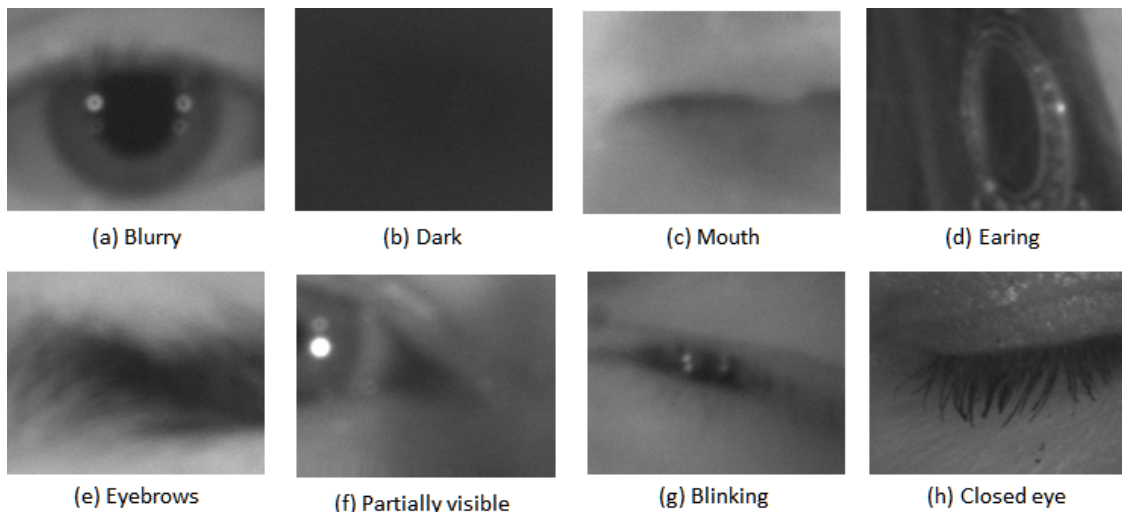 (a) Blurry
(b) Dark
(c) Mouth
(d) Earing
(e) Eyebrows
(f) Partially visible
(g) Blinking
(h) Closed eye